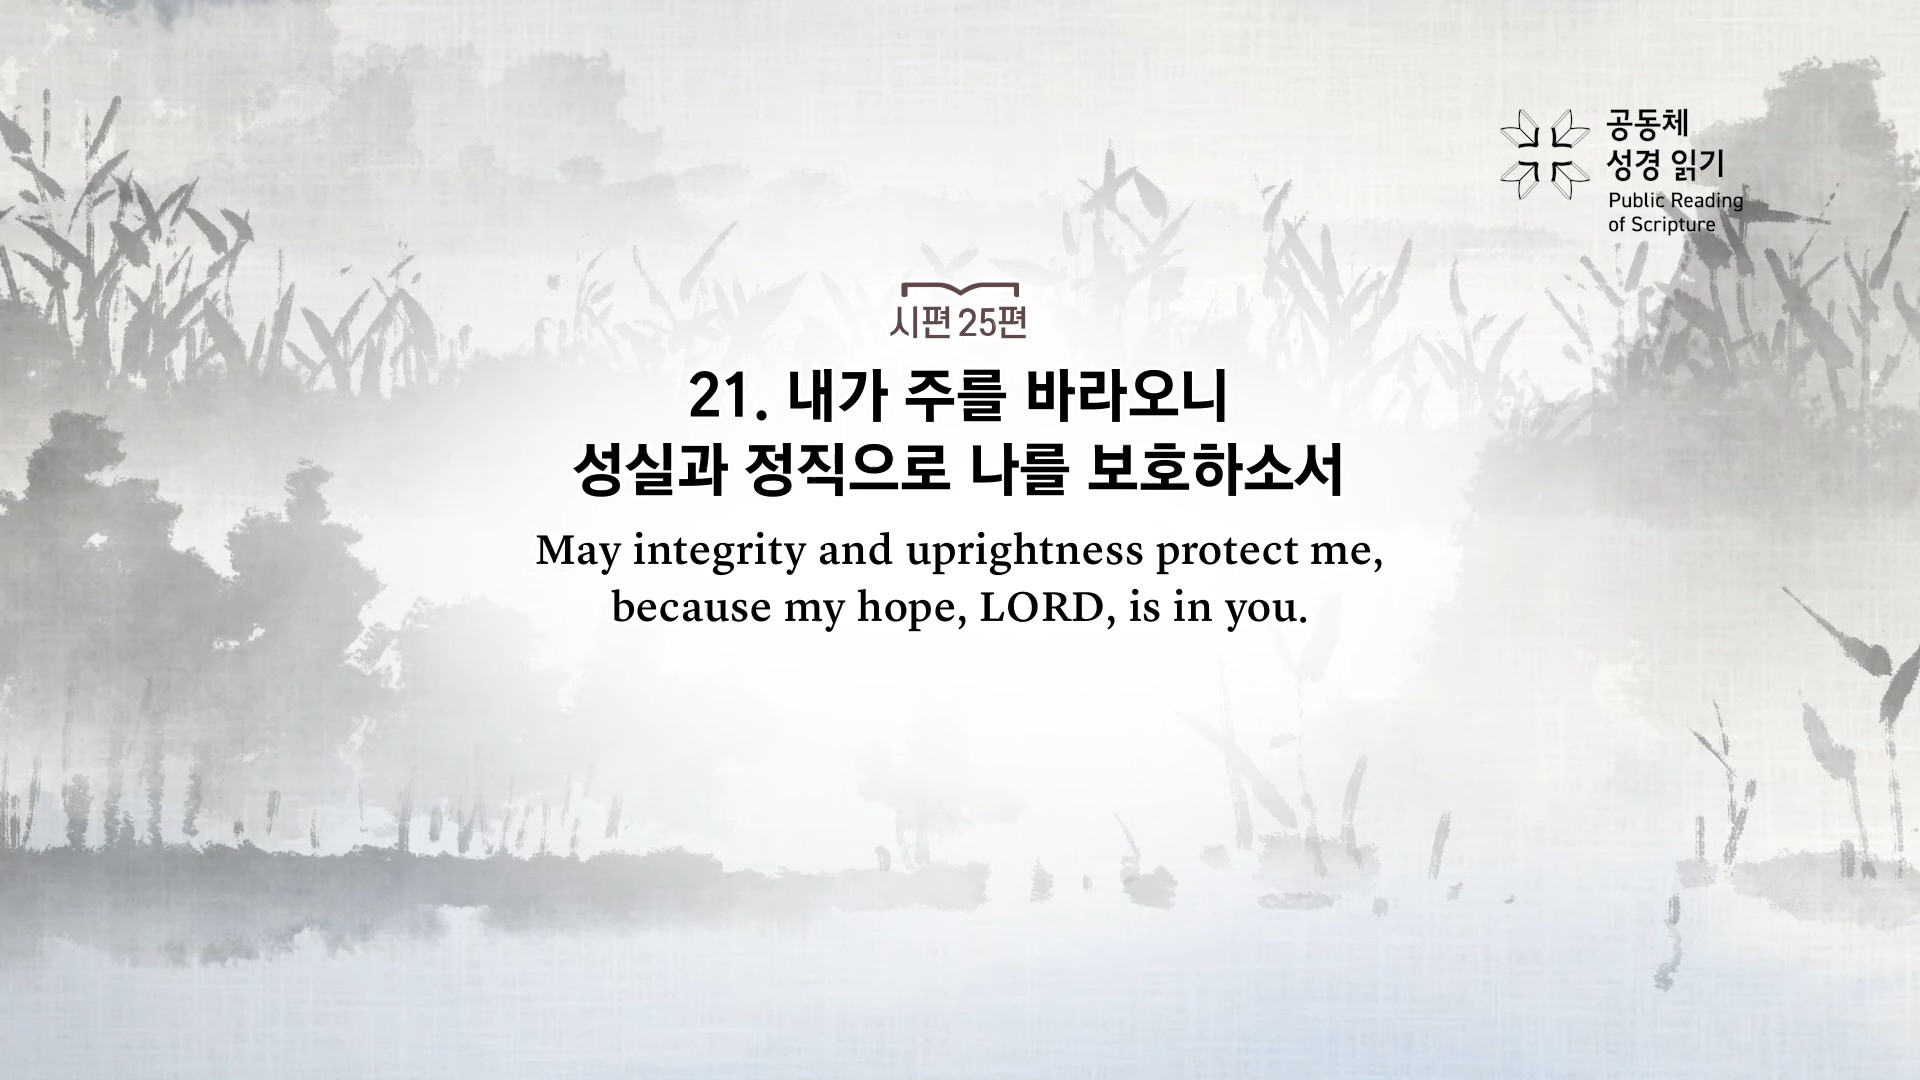 공동체
성경 읽기
Public Reading
of Scripture
시편 25편
21. 내가 주를 바라오니
성실과 정직으로 나를 보호하소서
May integrity and uprightness protect me,
because my hope, LORD, is in you.